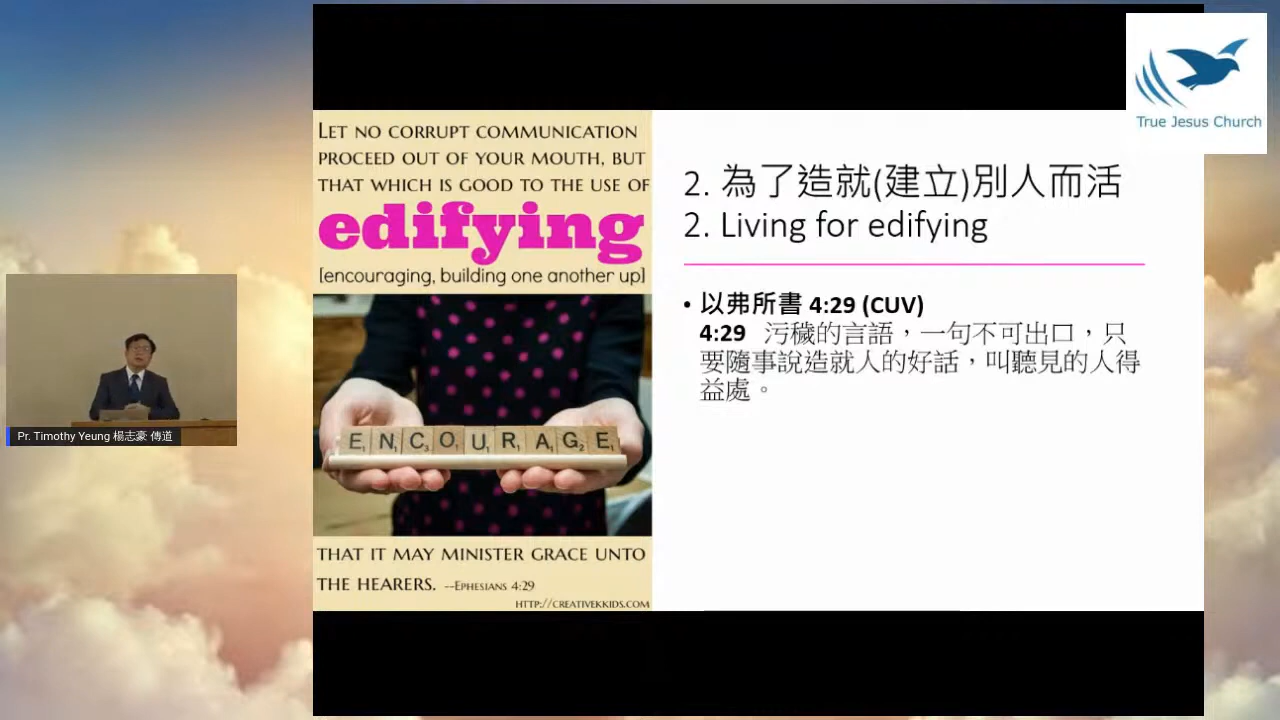 LET NO CORRUPT COMMUNICATION
PROCEED OUT OF YOUR MOUTH, BUT
THAT WHICH IS GOOD TO THE USE OF
edifying
[encouraging, building one another up]
ENCOURAGE
THAT IT MAY MINISTER GRACE UNTO
THE HEARERS. --EPHESIANS 4:29
HTTP://CREATIVEKKIDS.COM
2. 為了造就(建立)別人而活
2. Living for edifying
• 以弗所書 4:29 (CUV)
4:29 污穢的言語，一句不可出口，只
要隨事說造就人的好話，叫聽見的人得
益處。
True Jesus Church
Pr. Timothy Yeung 楊志豪 傳道